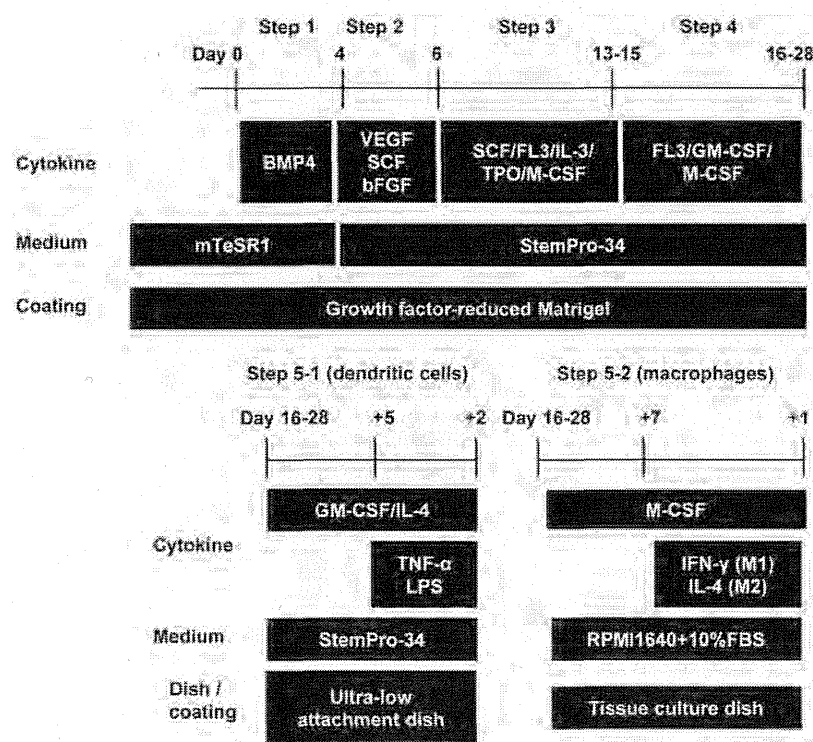 Step 1 Step 2 Step 3 Step 4
Day 0 4 6 13-15 16-28
Cytokine
BMP4
VEGF
SCF
bFGF
SCF/FL3/IL-3/
TPO/M-CSF
FL3/GM-CSF/
M-CSF
Medium
mTeSR1
StemPro-34
Coating
Growth factor-reduced Matrigel
Step 5-1 (dendritic cells)
Step 5-2 (macrophages)
Day 16-28 +5 +2
Day 16-28 +7 +1
Cytokine
GM-CSF/IL-4
M-CSF
TNF-α
LPS
IFN-γ (M1)
IL-4 (M2)
Medium
StemPro-34
RPMI1640+10%FBS
Dish /
coating
Ultra-low
attachment dish
Tissue culture dish